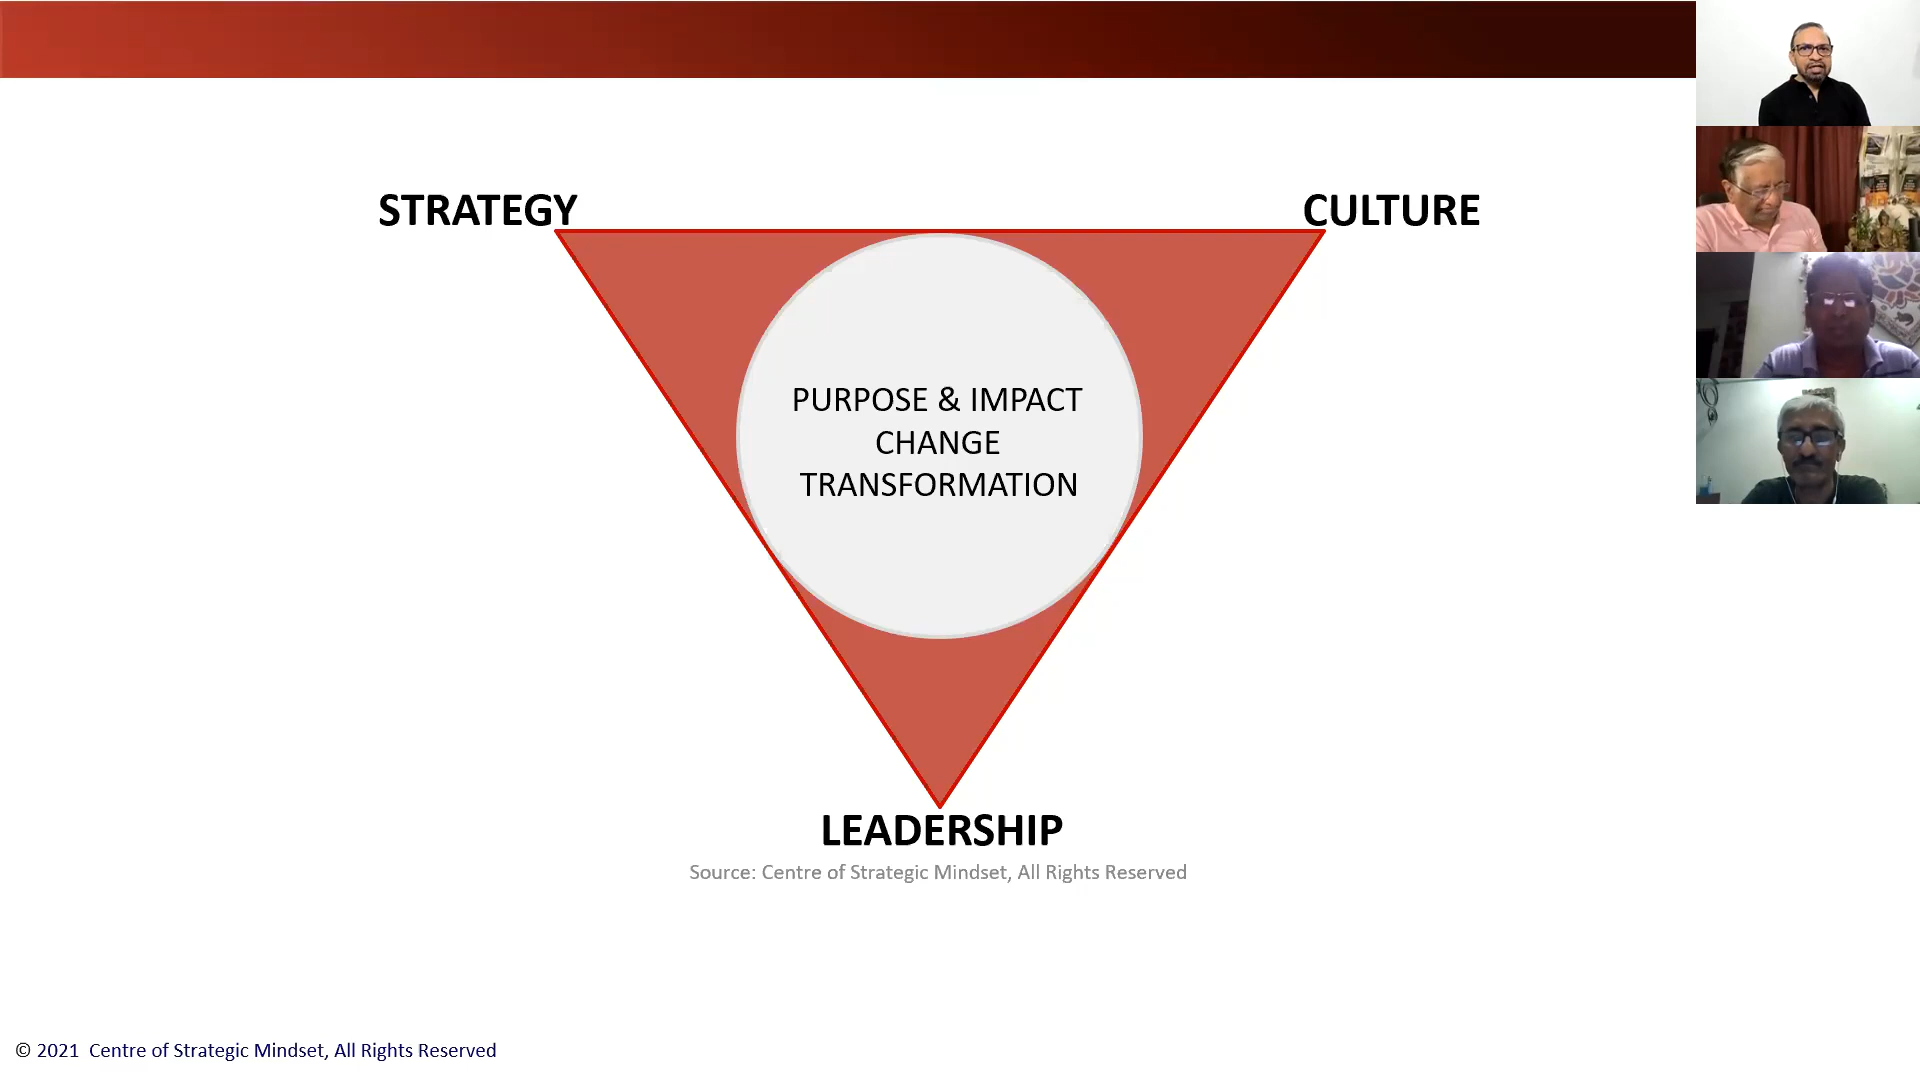 STRATEGY
CULTURE
PURPOSE & IMPACT
CHANGE
TRANSFORMATION
LEADERSHIP
Source: Centre of Strategic Mindset, All Rights Reserved
© 2021 Centre of Strategic Mindset, All Rights Reserved